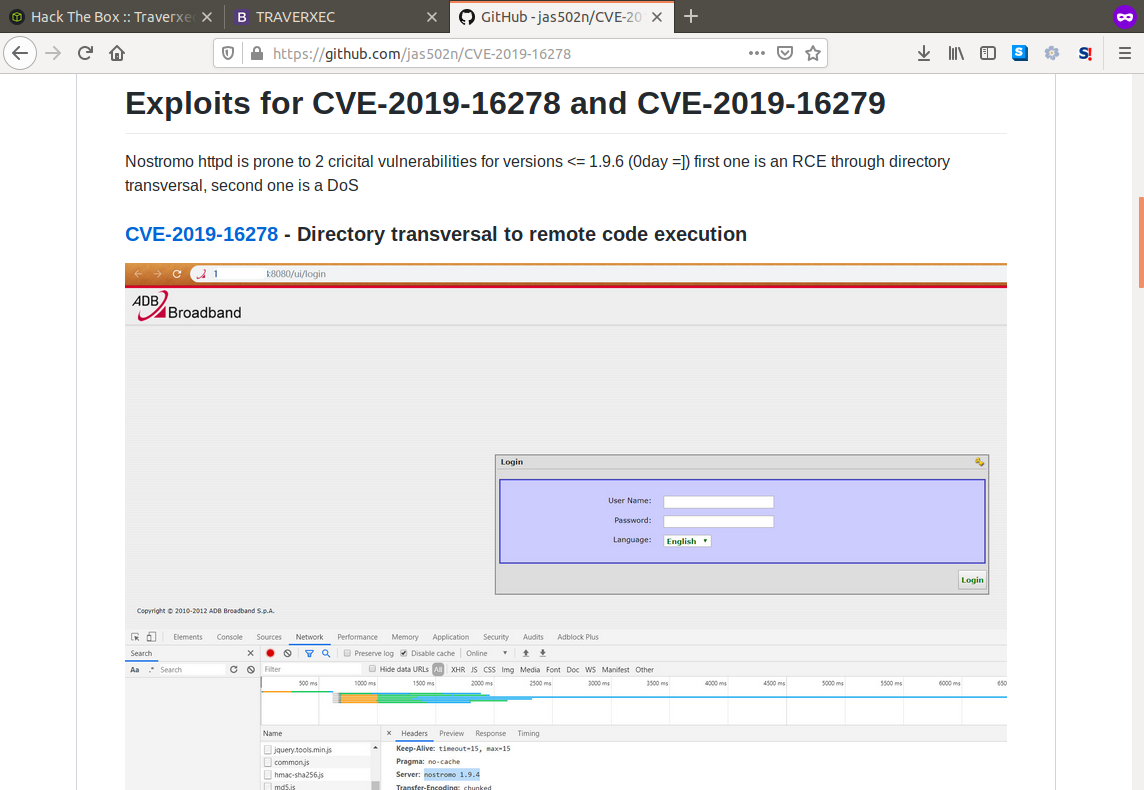 Hack The Box :: Traverxec
TRAVERXEC
GitHub - jas502n/CVE-20
https://github.com/jas502n/CVE-2019-16278
Exploits for CVE-2019-16278 and CVE-2019-16279
Nostromo httpd is prone to 2 cricital vulnerabilities for versions <= 1.9.6 (0day =]) first one is an RCE through directory
transversal, second one is a DoS
CVE-2019-16278 - Directory transversal to remote code execution
1 :8080/ui/login
ADB
Broadband
Login
User Name:
Password:
Language: English
Login
Copyright © 2010-2012 ADB Broadband S.p.A.
Elements Console Sources Network Performance Memory Application Security Audits Adblock Plus
Search Preserve log Disable cache Online
Aa .* Search Filter Hide data URLs All XHR JS CSS Img Media Font Doc WS Manifest Other
500 ms 1000 ms 1500 ms 2000 ms 2500 ms 3000 ms 3500 ms 4000 ms 4500 ms 5000 ms 5500 ms 6000 ms 650
Name Headers Preview Response Timing
jquery.tools.min.js
common.js
hmac-sha256.js
md5.js
Keep-Alive: timeout=15, max=15
Pragma: no-cache
Server: nostromo 1.9.4
Transfer-Encoding: chunked